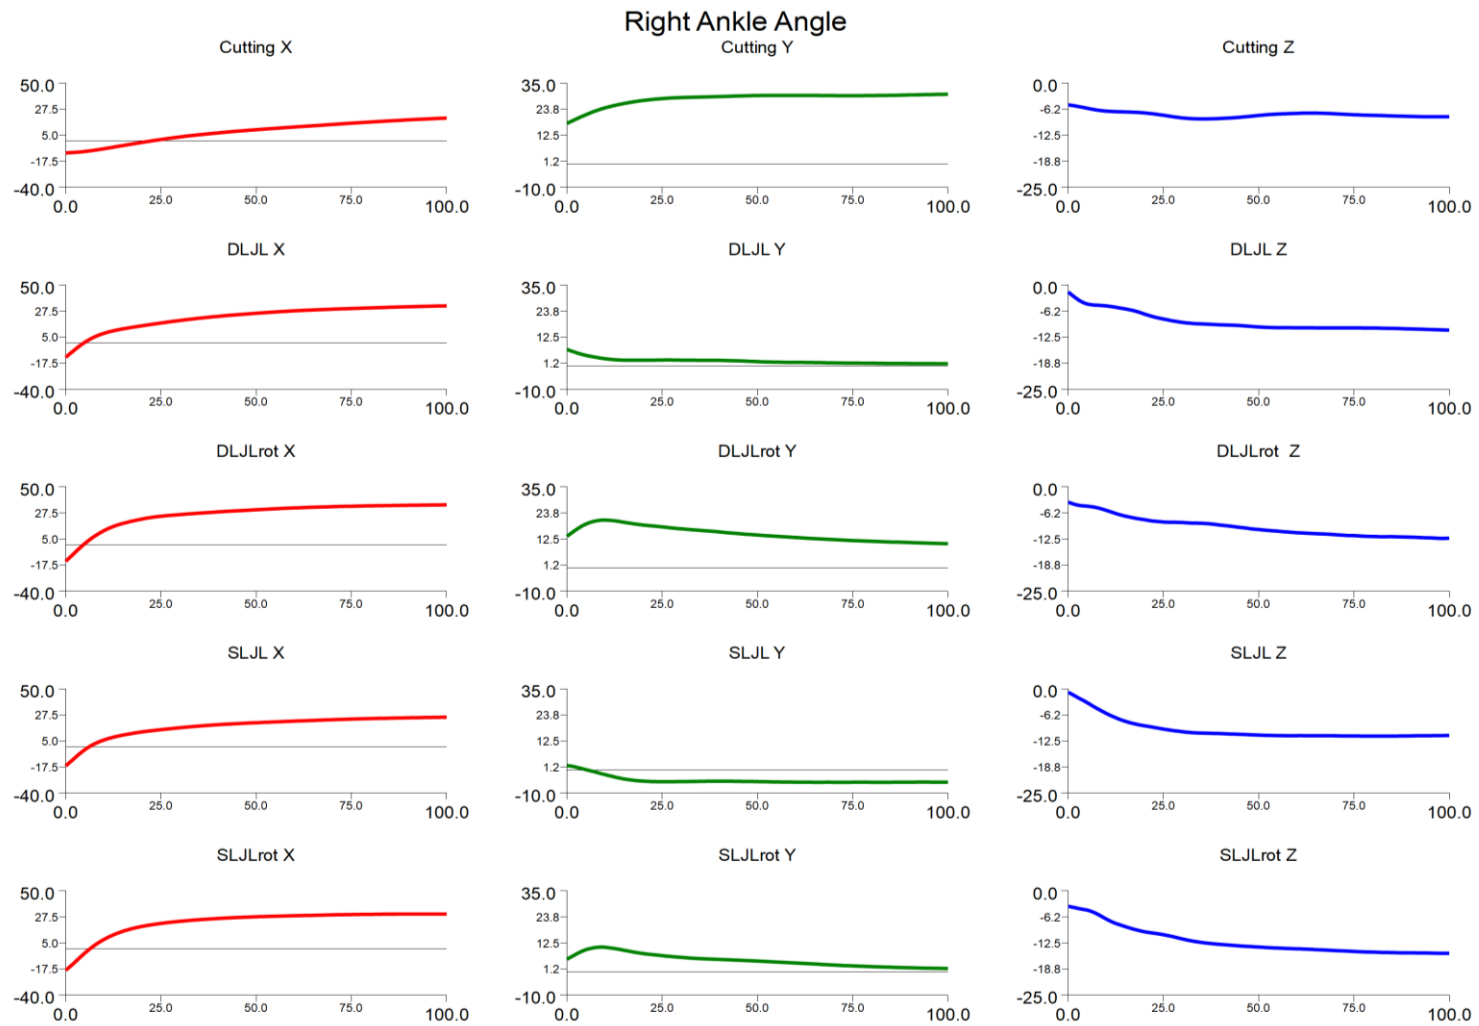 Right Ankle Angle
Cutting X Cutting Y Cutting Z
50.0 35.0 0.0
27.5 23.8 -6.2
5.0 12.5 -12.5
-17.5 1.2 -18.8
-40.0 -10.0 -25.0
0.0 25.0 50.0 75.0 100.0 0.0 25.0 50.0 75.0 100.0 0.0 25.0 50.0 75.0 100.0
DLJL X DLJL Y DLJL Z
50.0 35.0 0.0
27.5 23.8 -6.2
5.0 12.5 -12.5
-17.5 1.2 -18.8
-40.0 -10.0 -25.0
0.0 25.0 50.0 75.0 100.0 0.0 25.0 50.0 75.0 100.0 0.0 25.0 50.0 75.0 100.0
DLJLrot X DLJLrot Y DLJLrot Z
50.0 35.0 0.0
27.5 23.8 -6.2
5.0 12.5 -12.5
-17.5 1.2 -18.8
-40.0 -10.0 -25.0
0.0 25.0 50.0 75.0 100.0 0.0 25.0 50.0 75.0 100.0 0.0 25.0 50.0 75.0 100.0
SLJL X SLJL Y SLJL Z
50.0 35.0 0.0
27.5 23.8 -6.2
5.0 12.5 -12.5
-17.5 1.2 -18.8
-40.0 -10.0 -25.0
0.0 25.0 50.0 75.0 100.0 0.0 25.0 50.0 75.0 100.0 0.0 25.0 50.0 75.0 100.0
SLJLrot X SLJLrot Y SLJLrot Z
50.0 35.0 0.0
27.5 23.8 -6.2
5.0 12.5 -12.5
-17.5 1.2 -18.8
-40.0 -10.0 -25.0
0.0 25.0 50.0 75.0 100.0 0.0 25.0 50.0 75.0 100.0 0.0 25.0 50.0 75.0 100.0